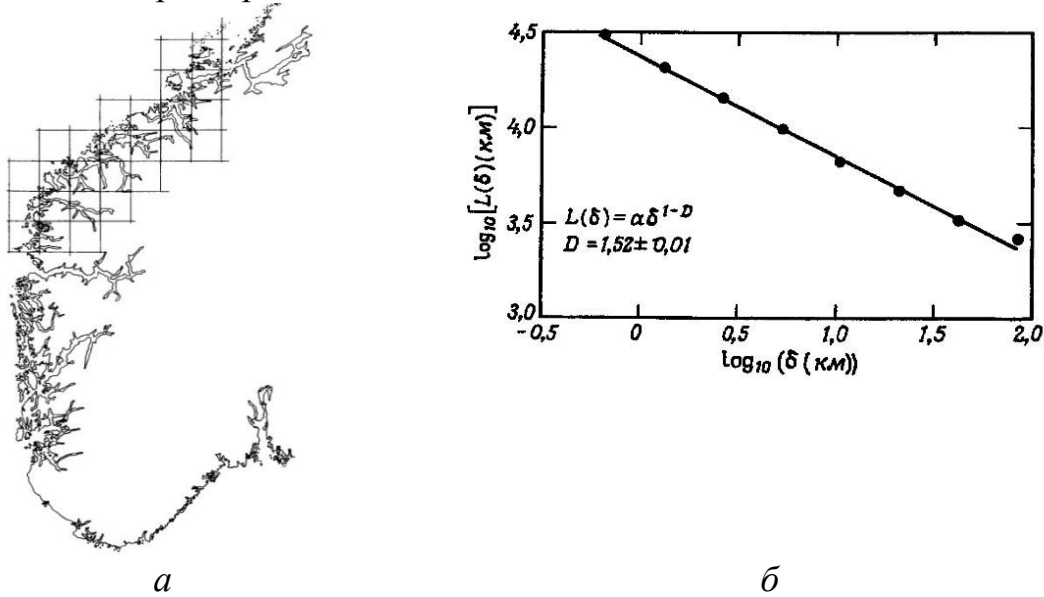 4,5
4,0
3,5
3,0
log₁₀[L(δ)(км)]
L(δ) = αδ¹⁻ᴰ
D = 1,52 ± 0,01
-0,5 0 0,5 1,0 1,5 2,0
log₁₀ (δ (км))
а б